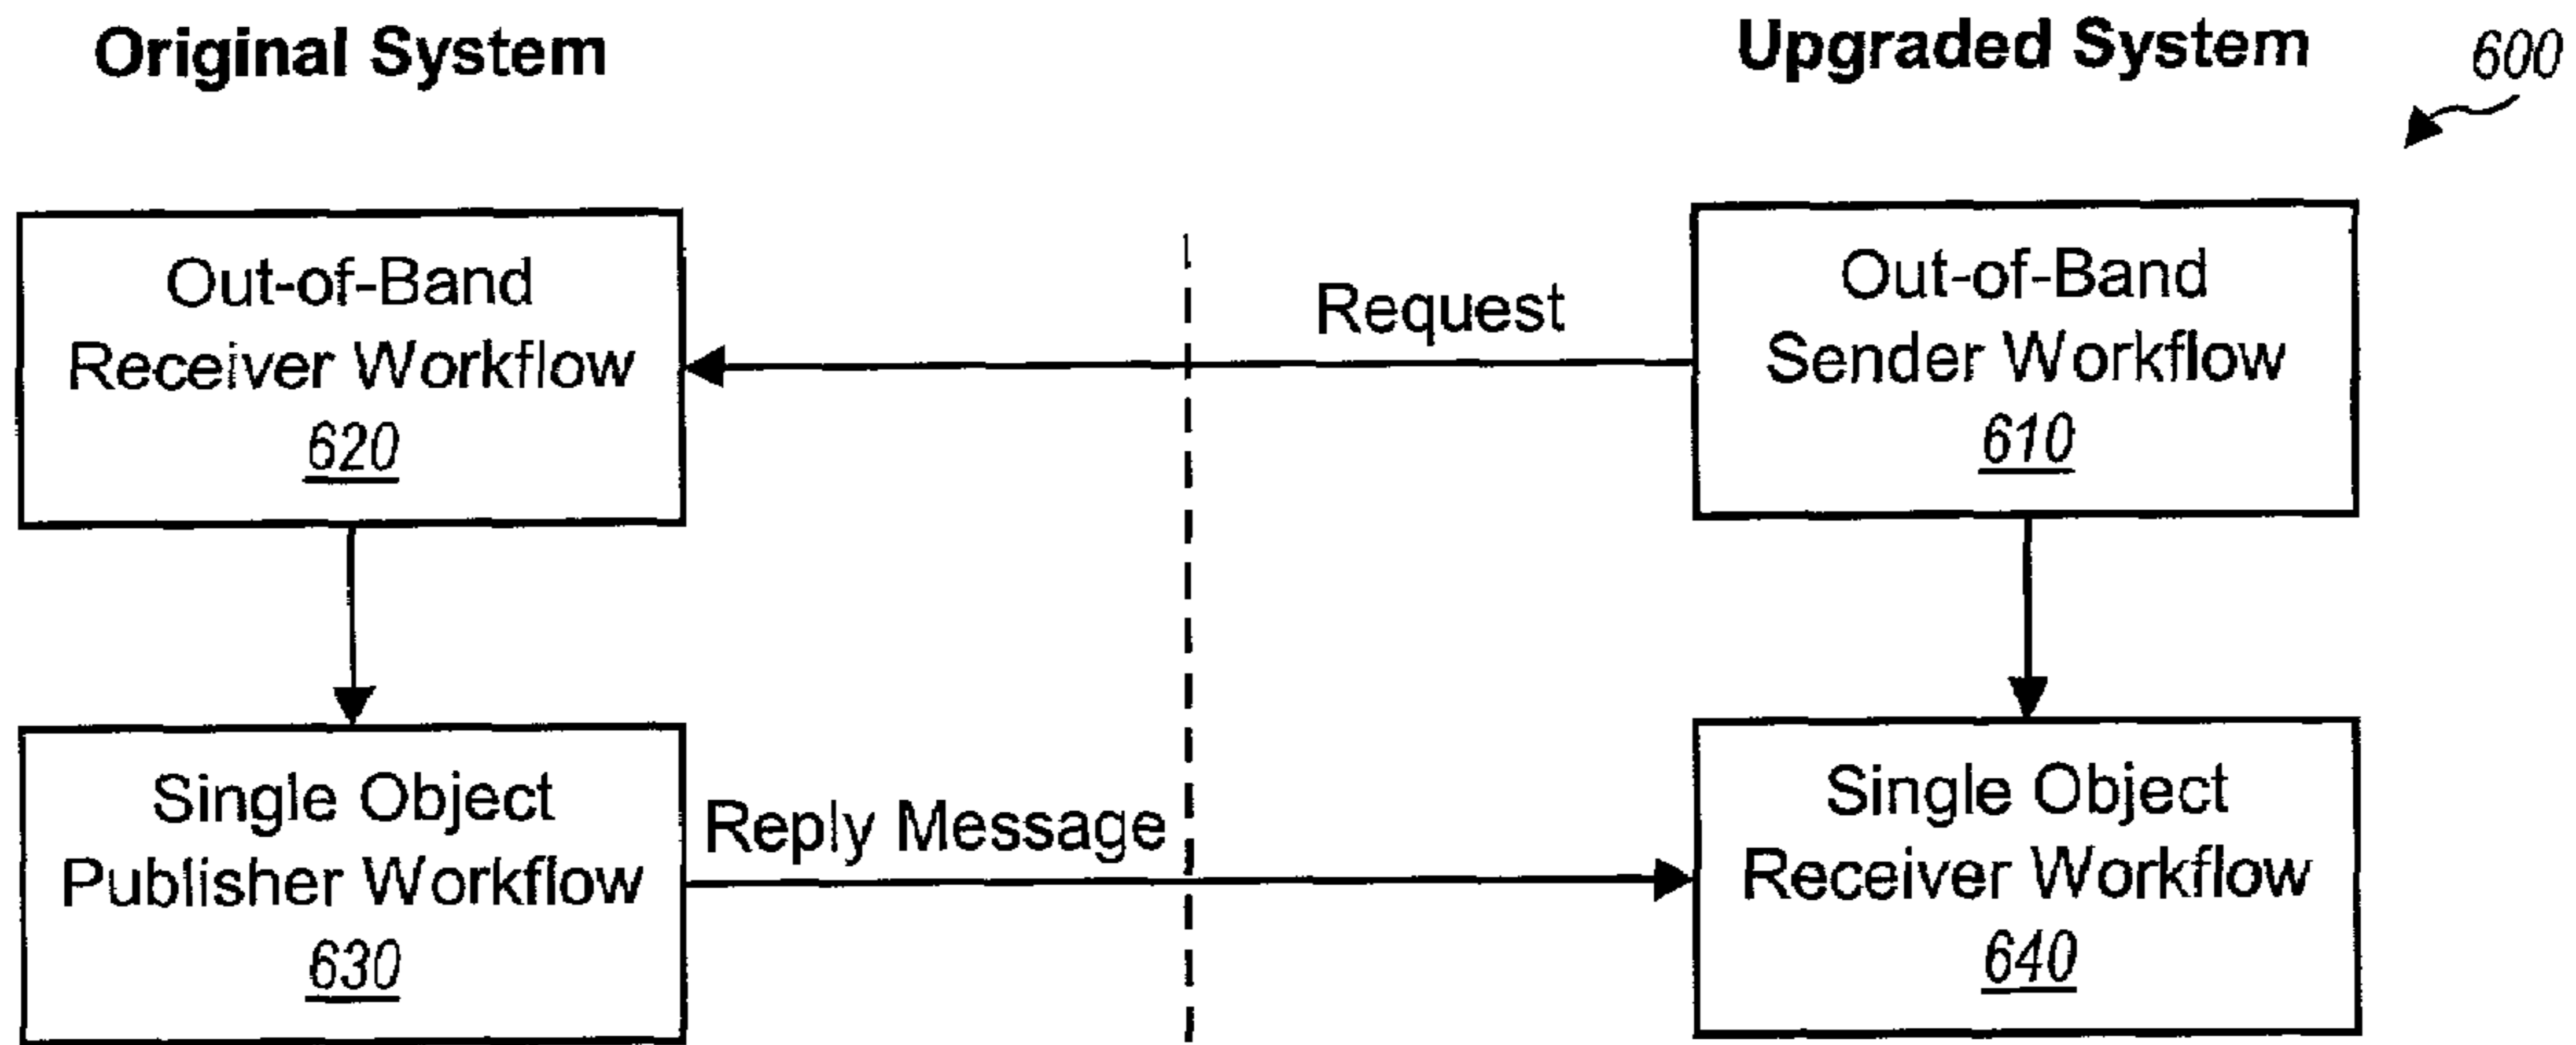 Original System
Upgraded System
600
Out-of-Band
Receiver Workflow
620
Request
Out-of-Band
Sender Workflow
610
Single Object
Publisher Workflow
630
Reply Message
Single Object
Receiver Workflow
640